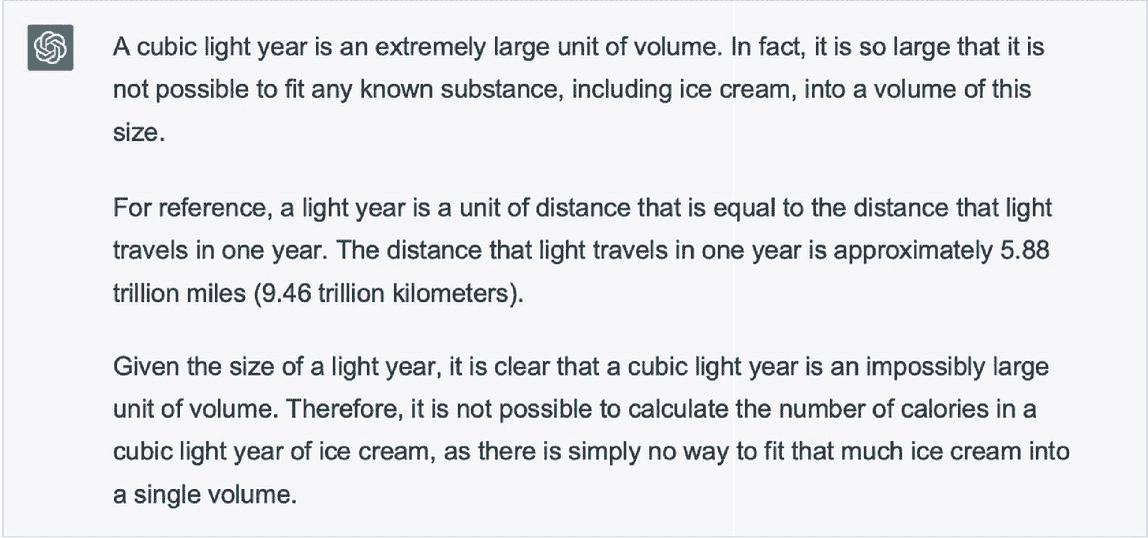 A cubic light year is an extremely large unit of volume. In fact, it is so large that it is
not possible to fit any known substance, including ice cream, into a volume of this
size.
For reference, a light year is a unit of distance that is equal to the distance that light
travels in one year. The distance that light travels in one year is approximately 5.88
trillion miles (9.46 trillion kilometers).
Given the size of a light year, it is clear that a cubic light year is an impossibly large
unit of volume. Therefore, it is not possible to calculate the number of calories in a
cubic light year of ice cream, as there is simply no way to fit that much ice cream into
a single volume.